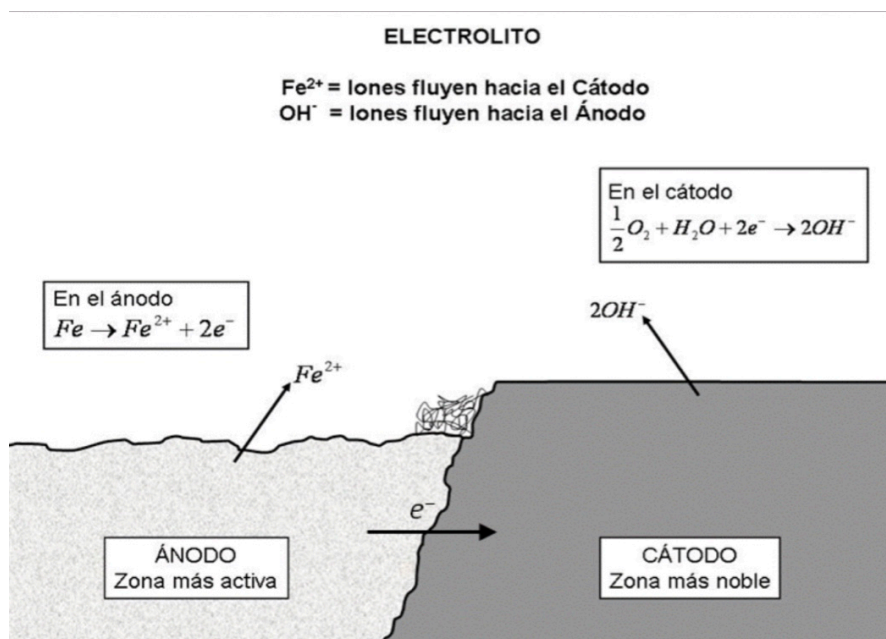 ELECTROLITO
Fe²⁺ = Iones fluyen hacia el Cátodo
OH⁻ = Iones fluyen hacia el Ánodo
En el cátodo
1/2 O₂ + H₂O + 2e⁻ → 2OH⁻
En el ánodo
Fe → Fe²⁺ + 2e⁻
2OH⁻
Fe²⁺
e⁻
ÁNODO
Zona más activa
CÁTODO
Zona más noble